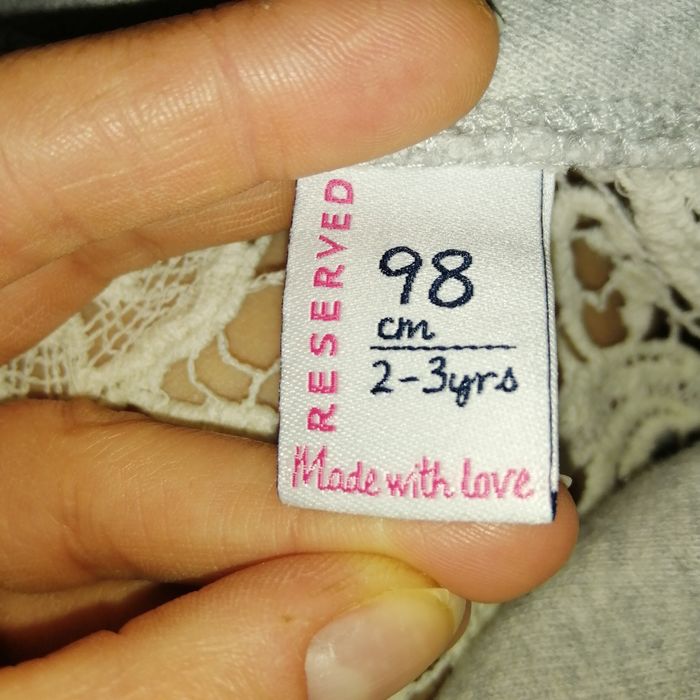 RESERVED
98
cm
2-3yrs
Made with love